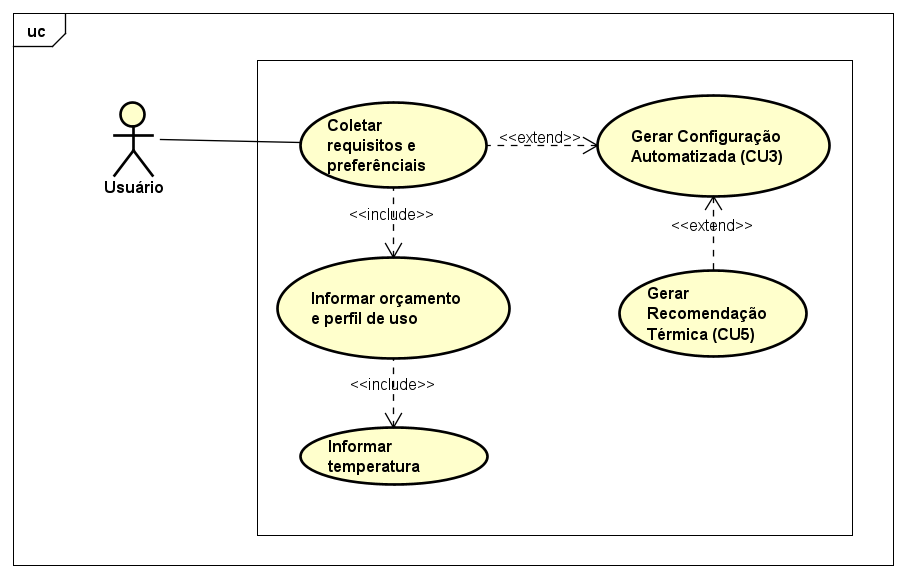 uc
Usuário
Coletar
requisitos e
preferênciais
<<extend>>
Gerar Configuração
Automatizada (CU3)
<<include>>
<<extend>>
Informar orçamento
e perfil de uso
Gerar
Recomendação
Térmica (CU5)
<<include>>
Informar
temperatura